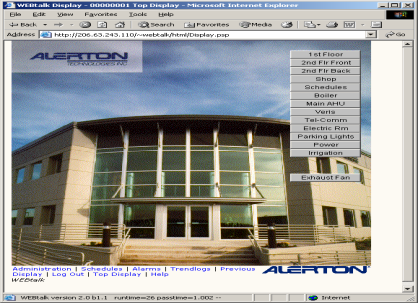 WEBtalk Display - 00000001 Top Display - Microsoft Internet Explorer
File Edit View Favorites Tools Help
Back Search Favorites Media
Address http://206.63.243.110/~webtalk/html/Display.psp Go
ALERTON
TECHNOLOGIES, INC.
1st Floor
2nd Flr Front
2nd Flr Back
Shop
Schedules
Boiler
Main AHU
Veris
Tel-Comm
Electric Rm
Parking Lights
Power
Irrigation
Exhaust Fan
Administration | Schedules | Alarms | Trendlogs | Previous
Display | Log Out | Top Display | Help
WEBtalk
ALERTON
WEBtalk version 2.0 b1.1 runtime=26 passtime=1.002 -- Internet